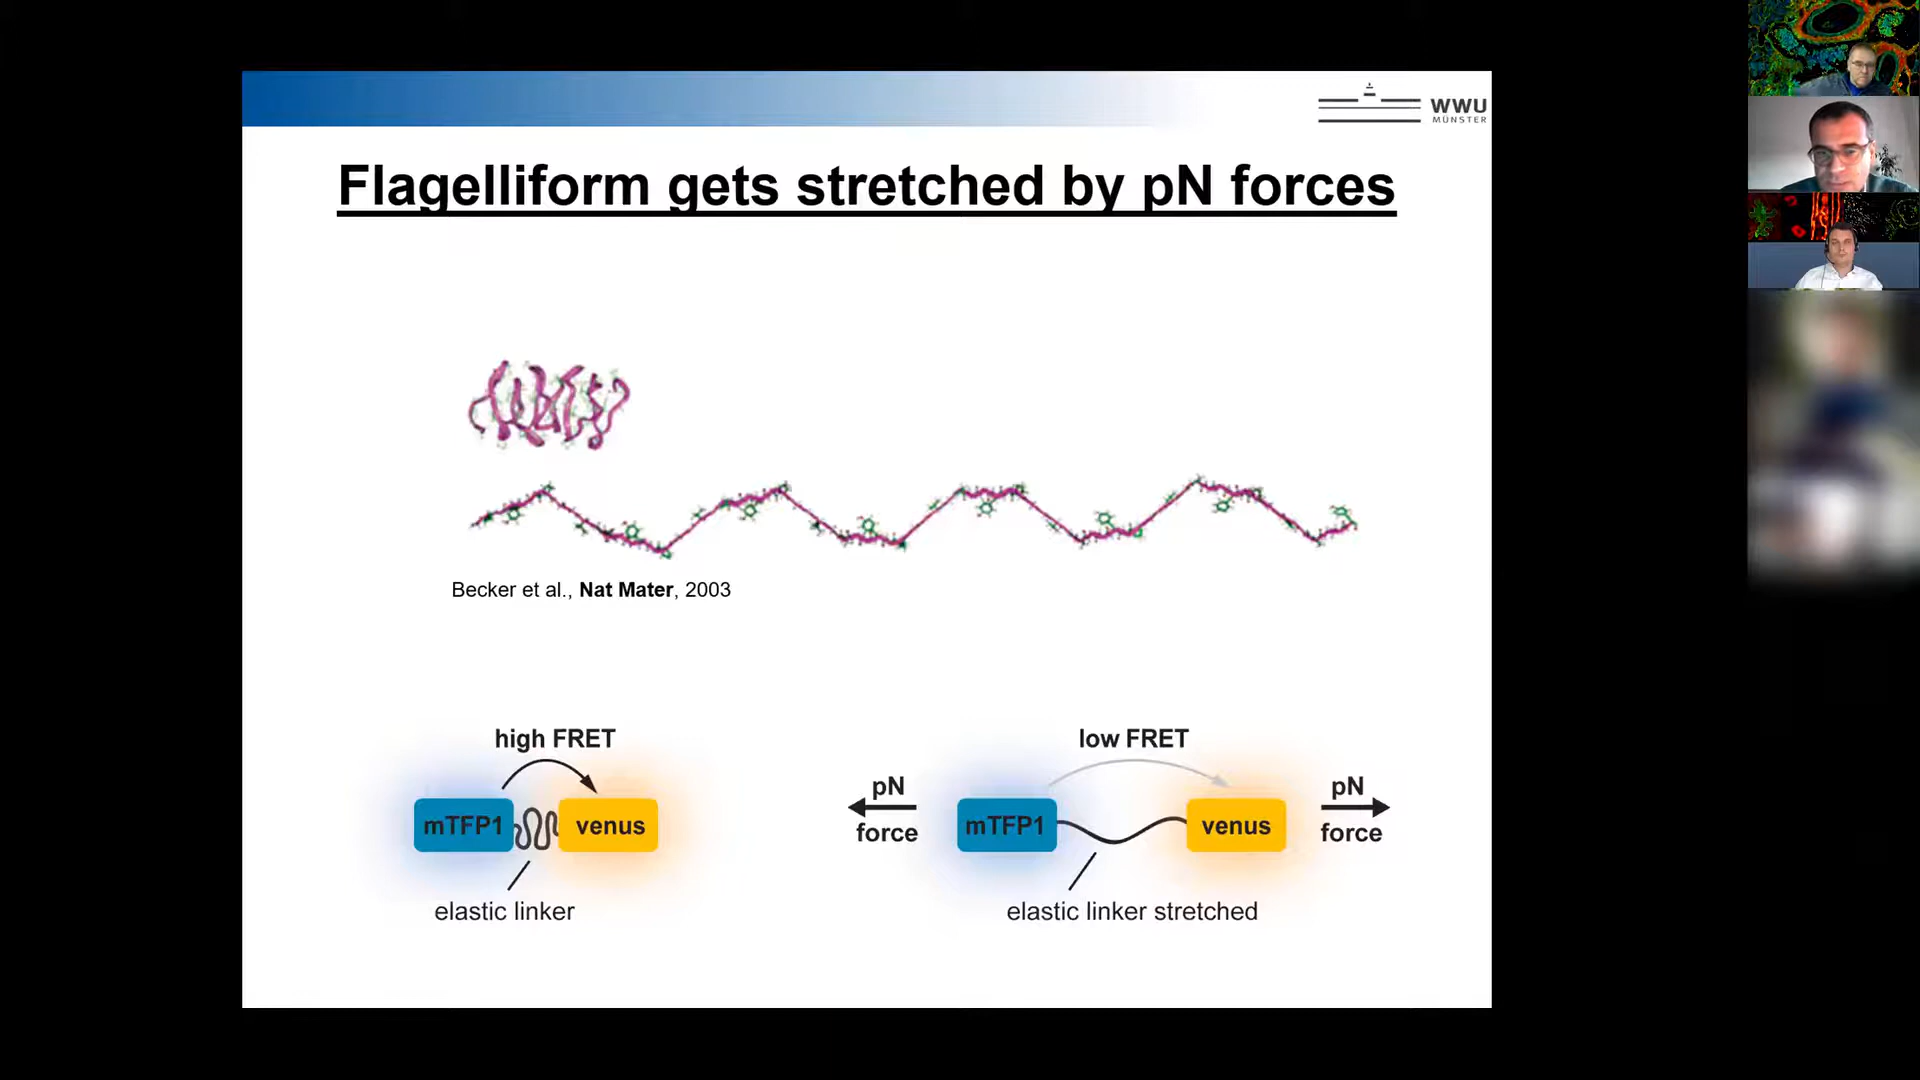 WWU
MÜNSTER
Flagelliform gets stretched by pN forces
Becker et al., Nat Mater, 2003
high FRET
mTFP1
venus
elastic linker
low FRET
pN
force
mTFP1
venus
pN
force
elastic linker stretched